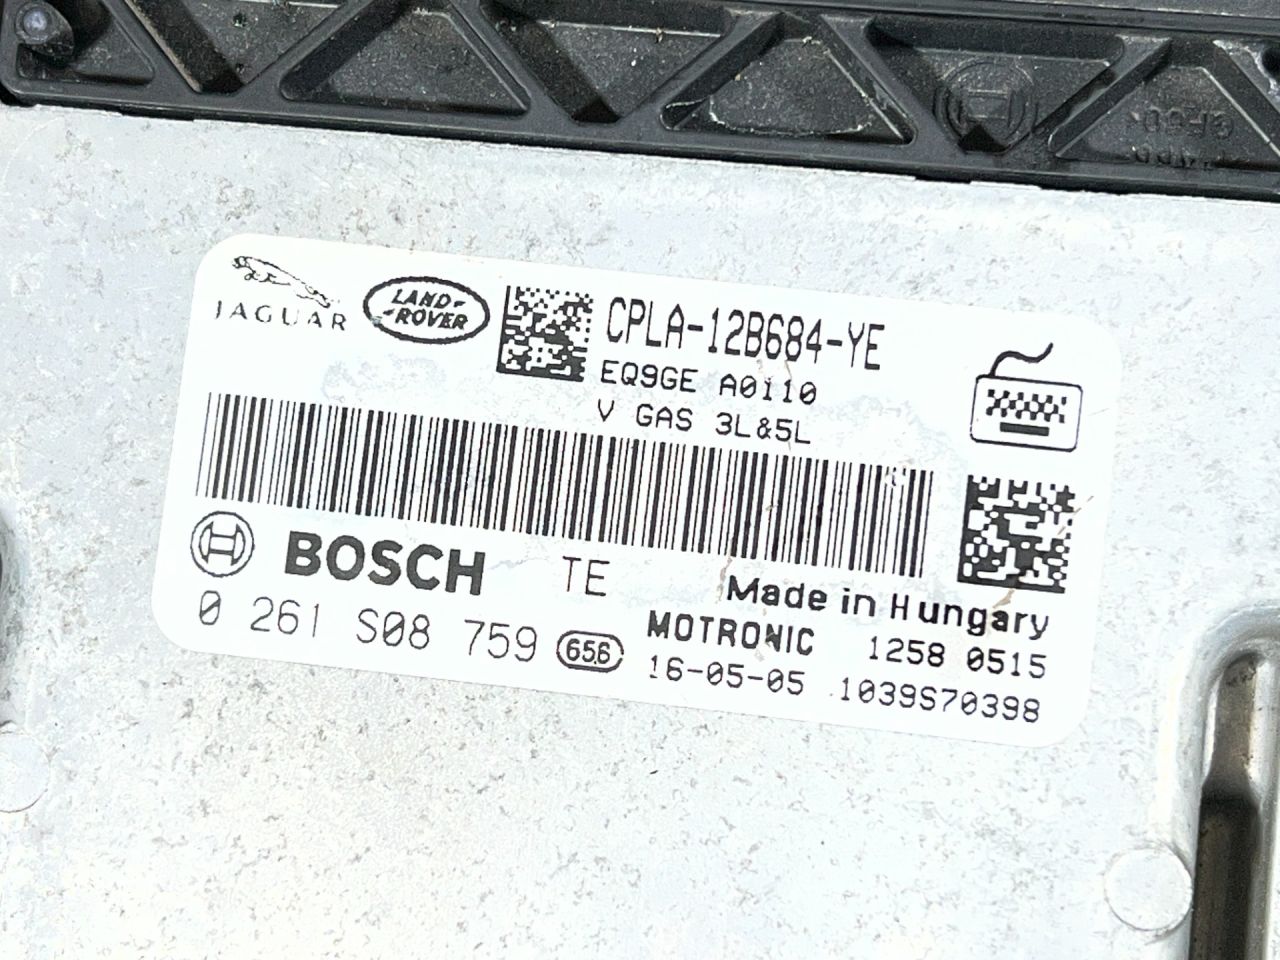 JAGUAR
LAND-
-ROVER
CPLA-12B684-YE
EQ9GE A0110
V GAS 3L&5L
BOSCH TE
Made in Hungary
0 261 S08 759 656
MOTRONIC 1258 0515
16-05-05 1039S70398